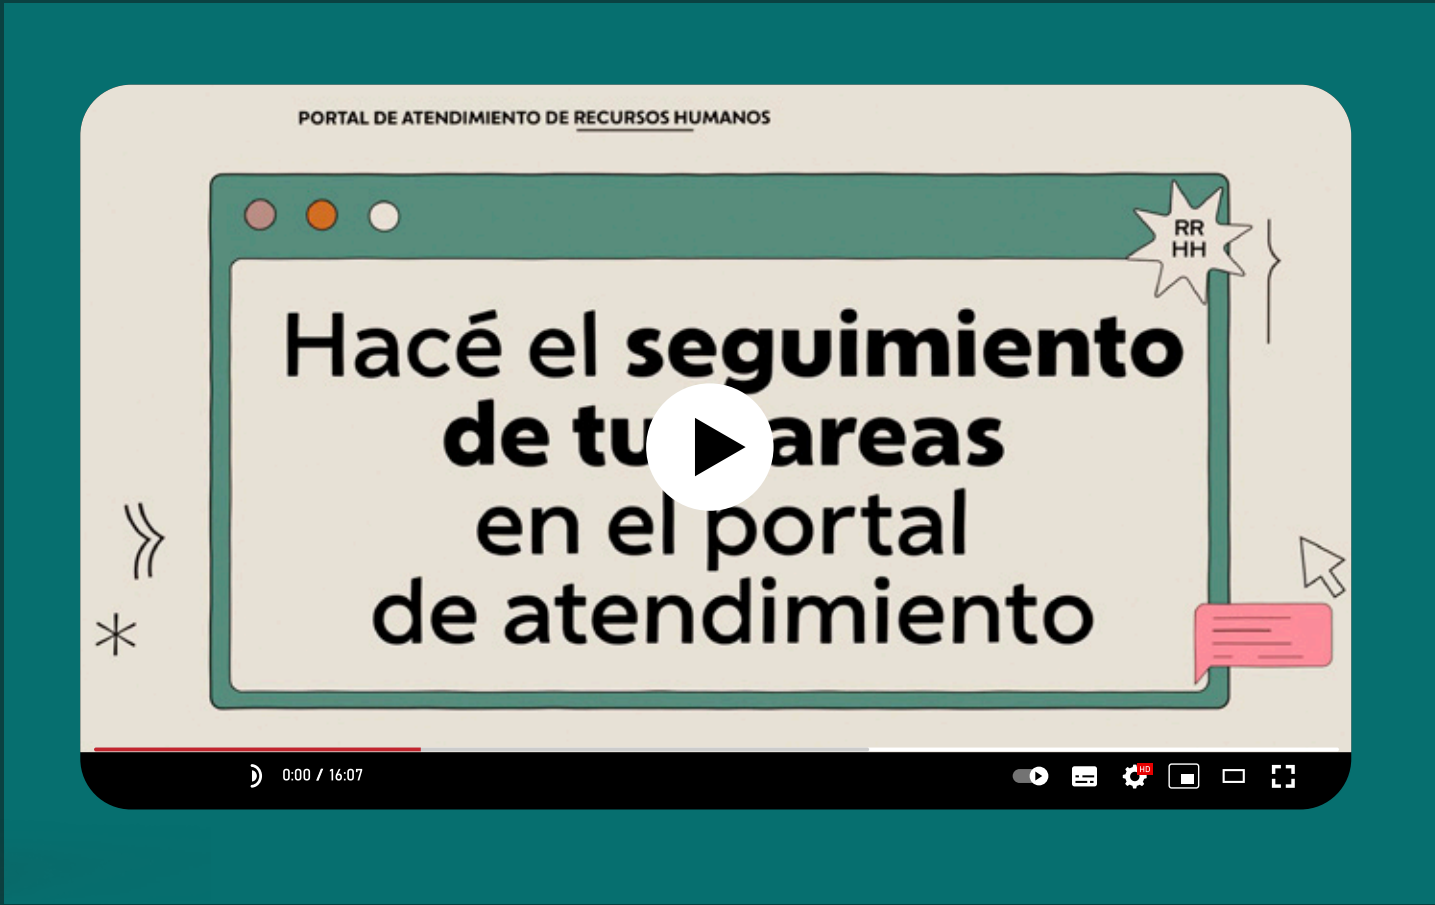 PORTAL DE ATENDIMIENTO DE RECURSOS HUMANOS
RR
HH
Hacé el seguimiento
de tu areas
en el portal
de atendimiento
0:00 / 16:07
HD